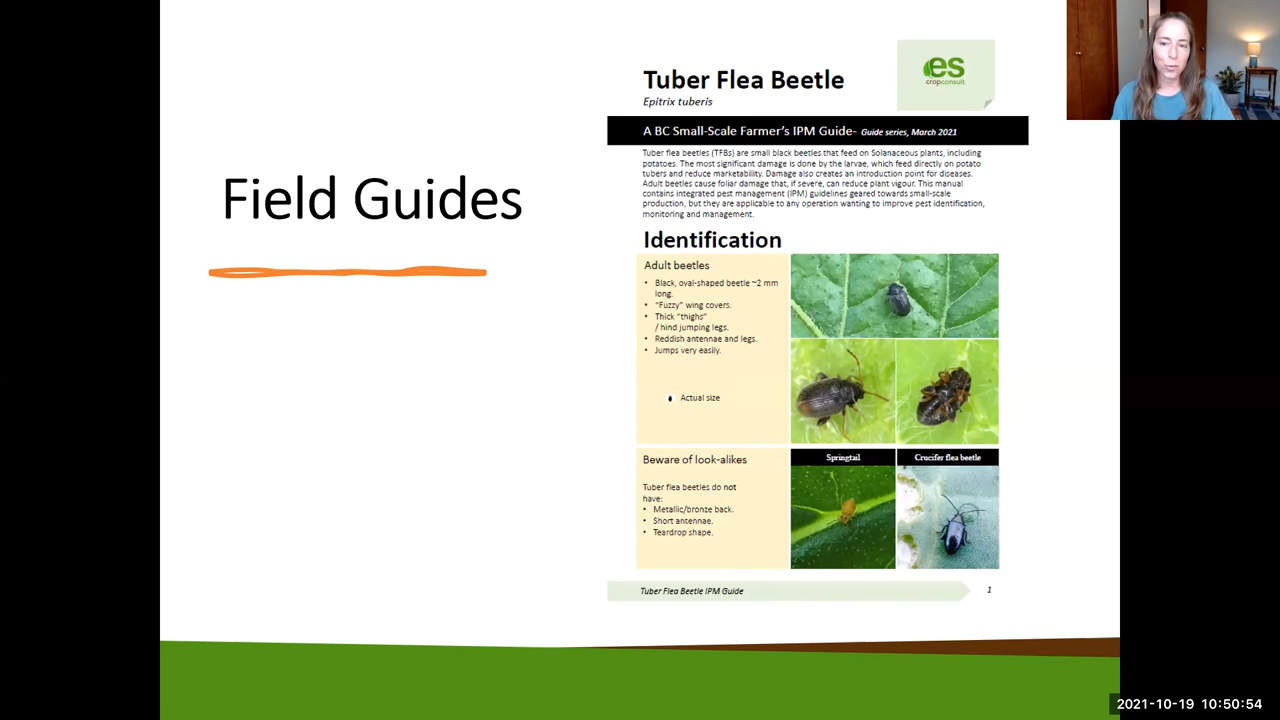 Field Guides
Tuber Flea Beetle
Epitrix tuberis
es
cropconsult
A BC Small-Scale Farmer's IPM Guide- Guide series, March 2021
Tuber flea beetles (TFBs) are small black beetles that feed on Solanaceous plants, including
potatoes. The most significant damage is done by the larvae, which feed directly on potato
tubers and reduce marketability. Damage also creates an introduction point for diseases.
Adult beetles cause foliar damage that, if severe, can reduce plant vigour. This manual
contains integrated pest management (IPM) guidelines geared towards small-scale
production, but they are applicable to any operation wanting to improve pest identification,
monitoring and management.
Identification
Adult beetles
• Black, oval-shaped beetle ~2 mm
long.
• "Fuzzy" wing covers.
• Thick "thighs"
/ hind jumping legs.
• Reddish antennae and legs.
• Jumps very easily.
Actual size
Beware of look-alikes
Tuber flea beetles do not
have:
• Metallic/bronze back.
• Short antennae.
• Teardrop shape.
Springtail
Crucifer flea beetle
Tuber Flea Beetle IPM Guide
1
2021-10-19 10:50:54